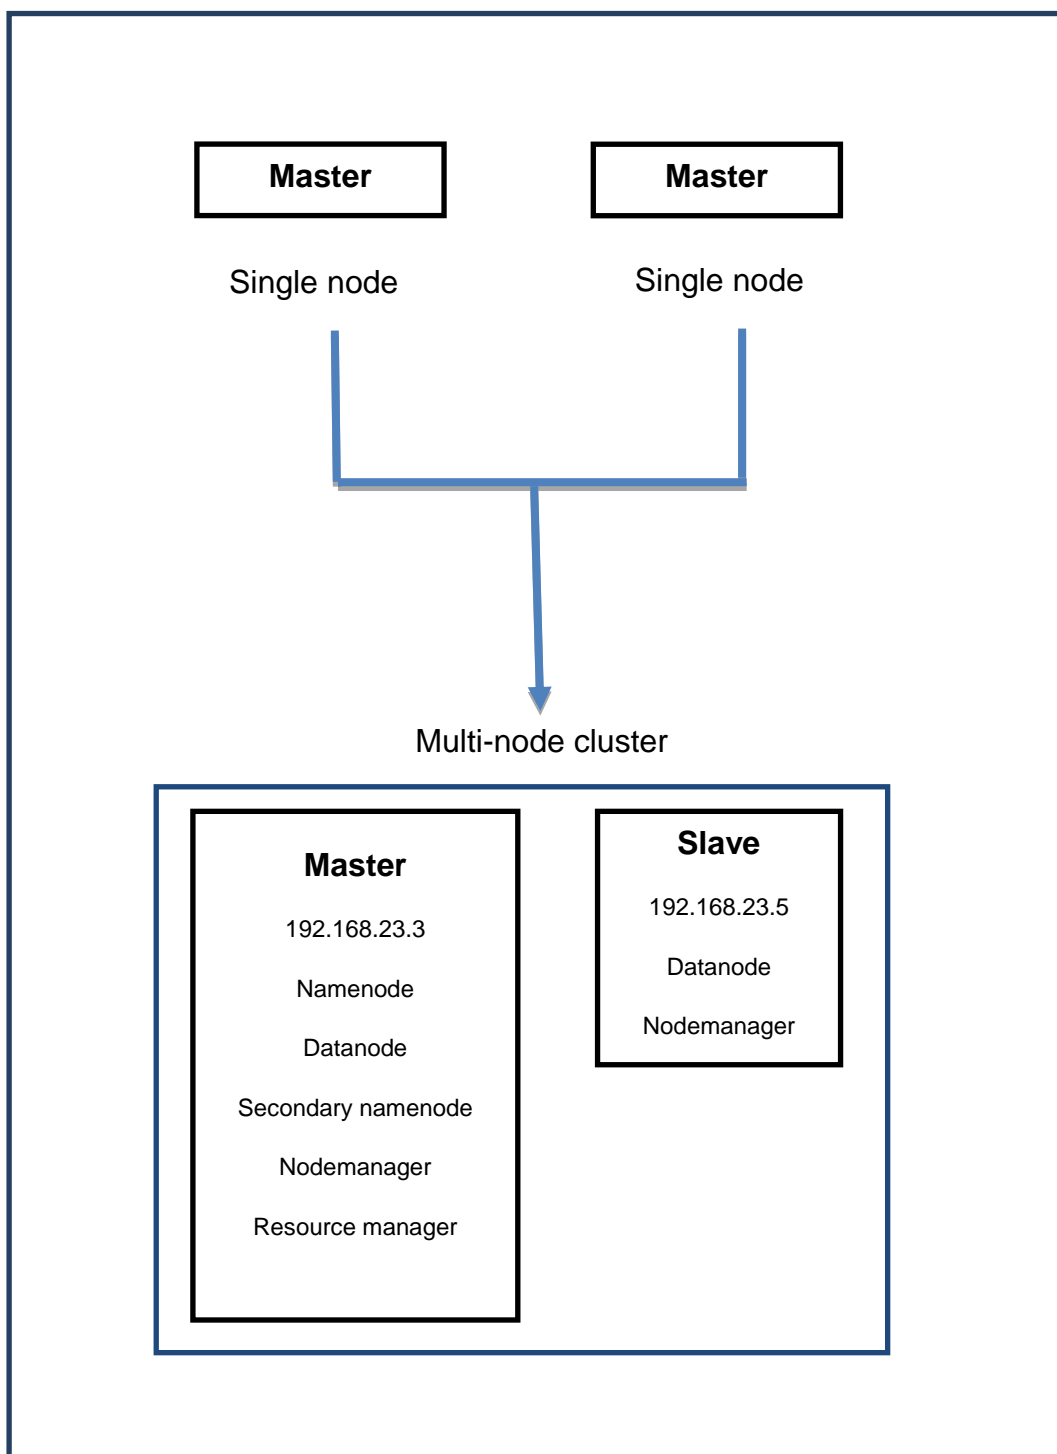 Master
Master
Single node
Single node
Multi-node cluster
Master
192.168.23.3
Namenode
Datanode
Secondary namenode
Nodemanager
Resource manager
Slave
192.168.23.5
Datanode
Nodemanager